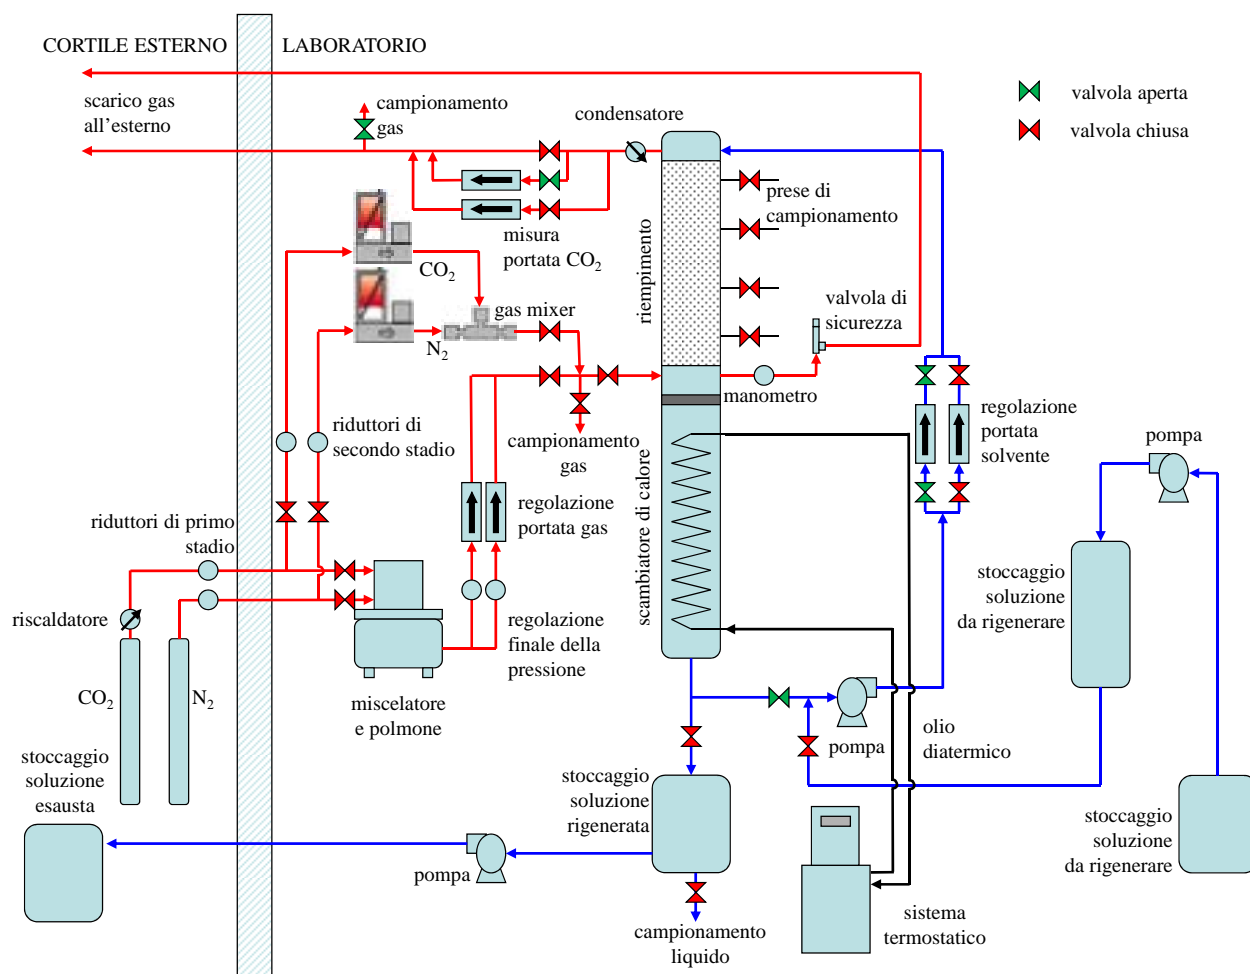 CORTILE ESTERNO
LABORATORIO
scarico gas
all'esterno
campionamento
gas
condensatore
valvola aperta
valvola chiusa
prese di
campionamento
misura
portata CO2
CO2
riempimento
gas mixer
N2
valvola di
sicurezza
manometro
riduttori di
secondo stadio
campionamento
gas
regolazione
portata
solvente
pompa
riduttori di primo
stadio
regolazione
portata gas
scambiatore di calore
stoccaggio
soluzione
da rigenerare
riscaldatore
regolazione
finale della
pressione
CO2
N2
miscelatore
e polmone
pompa
olio
diatermico
stoccaggio
soluzione
esausta
stoccaggio
soluzione
rigenerata
stoccaggio
soluzione
da rigenerare
pompa
campionamento
liquido
sistema
termostatico